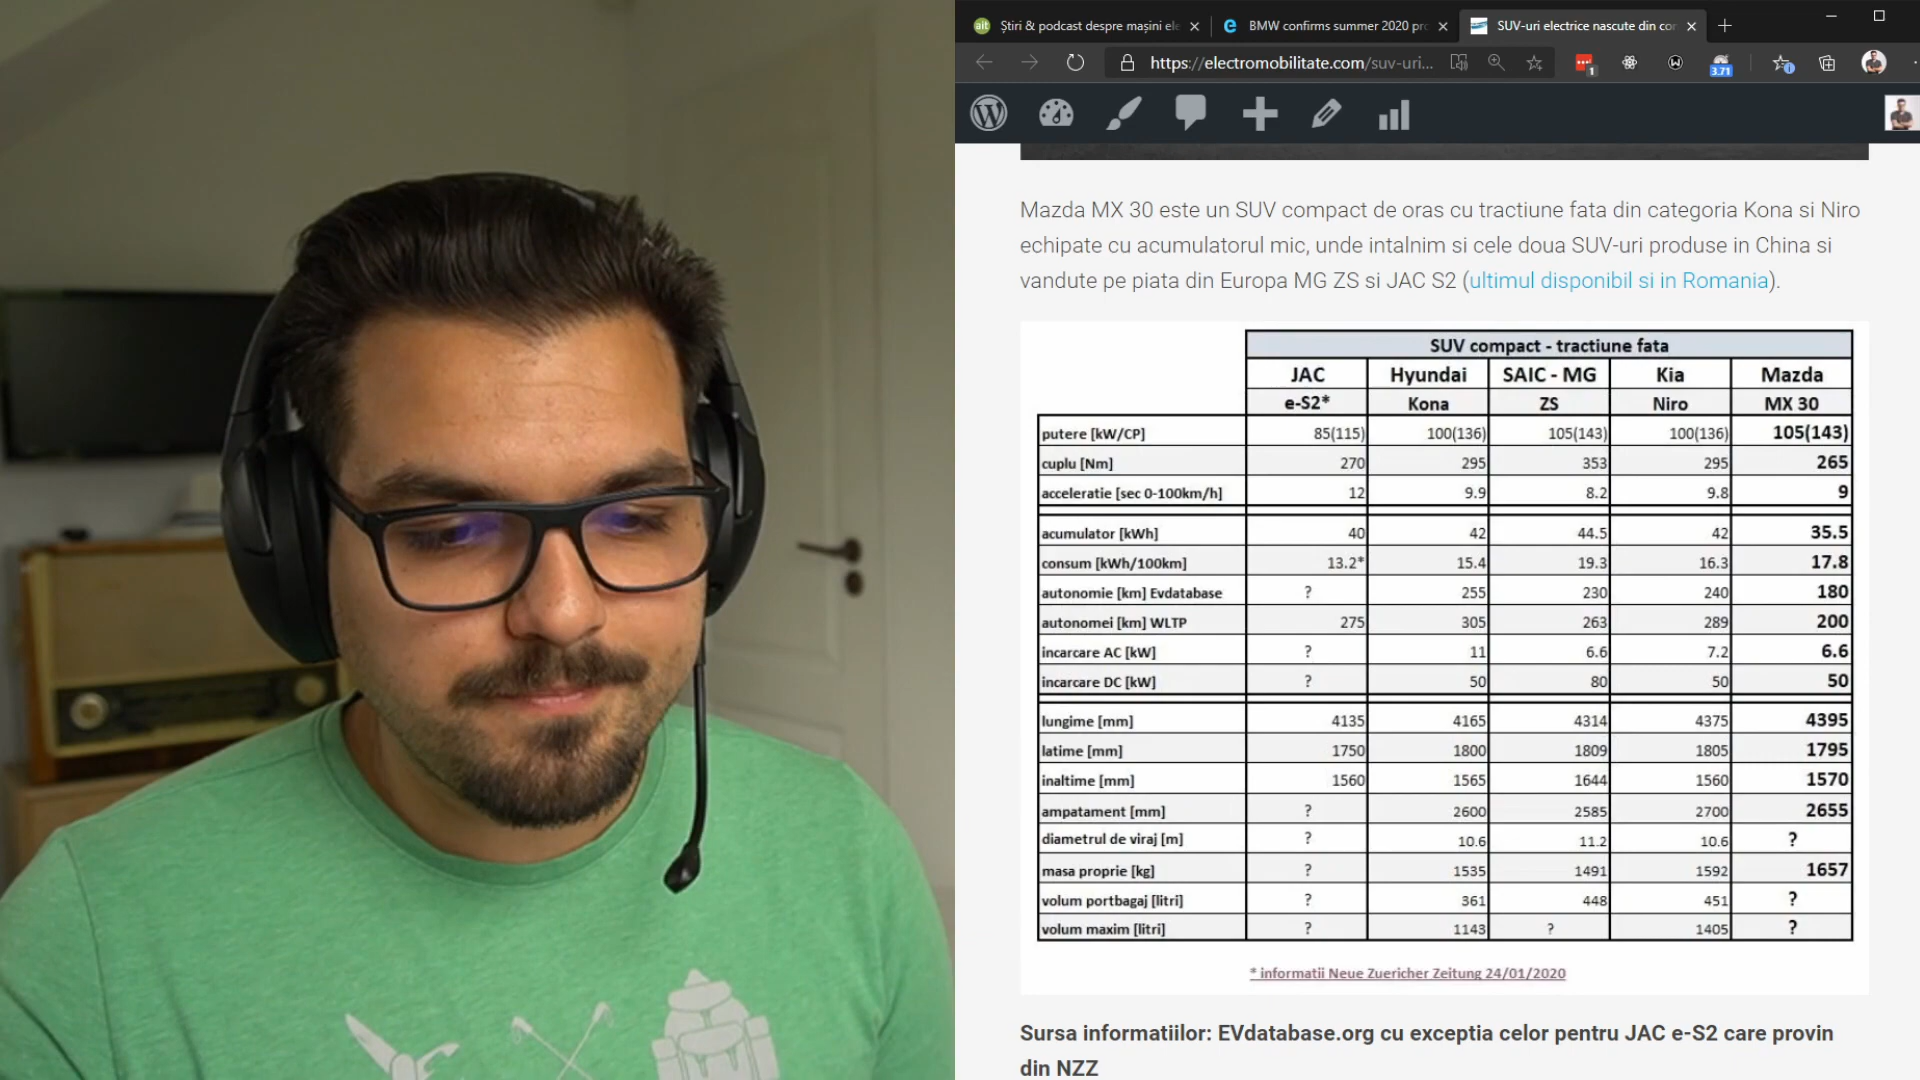 ait Știri & podcast despre mașini ele
BMW confirms summer 2020 pro
SUV-uri electrice nascute din con
https://electromobilitate.com/suv-uri...
1
3.71
Mazda MX 30 este un SUV compact de oras cu tractiune fata din categoria Kona si Niro
echipate cu acumulatorul mic, unde intalnim si cele doua SUV-uri produse in China si
vandute pe piata din Europa MG ZS si JAC S2 (ultimul disponibil si in Romania).
SUV compact - tractiune fata
JAC Hyundai SAIC - MG Kia Mazda
e-S2* Kona ZS Niro MX 30
putere [kW/CP] 85(115) 100(136) 105(143) 100(136) 105(143)
cuplu [Nm] 270 295 353 295 265
acceleratie [sec 0-100km/h] 12 9.9 8.2 9.8 9
acumulator [kWh] 40 42 44.5 42 35.5
consum [kWh/100km] 13.2* 15.4 19.3 16.3 17.8
autonomie [km] Evdatabase ? 255 230 240 180
autonomei [km] WLTP 275 305 263 289 200
incarcare AC [kW] ? 11 6.6 7.2 6.6
incarcare DC [kW] ? 50 80 50 50
lungime [mm] 4135 4165 4314 4375 4395
latime [mm] 1750 1800 1809 1805 1795
inaltime [mm] 1560 1565 1644 1560 1570
ampatament [mm] ? 2600 2585 2700 2655
diametrul de viraj [m] ? 10.6 11.2 10.6 ?
masa proprie [kg] ? 1535 1491 1592 1657
volum portbagaj [litri] ? 361 448 451 ?
volum maxim [litri] ? 1143 ? 1405 ?
* informatii Neue Zuericher Zeitung 24/01/2020
Sursa informatiilor: EVdatabase.org cu exceptia celor pentru JAC e-S2 care provin
din NZZ